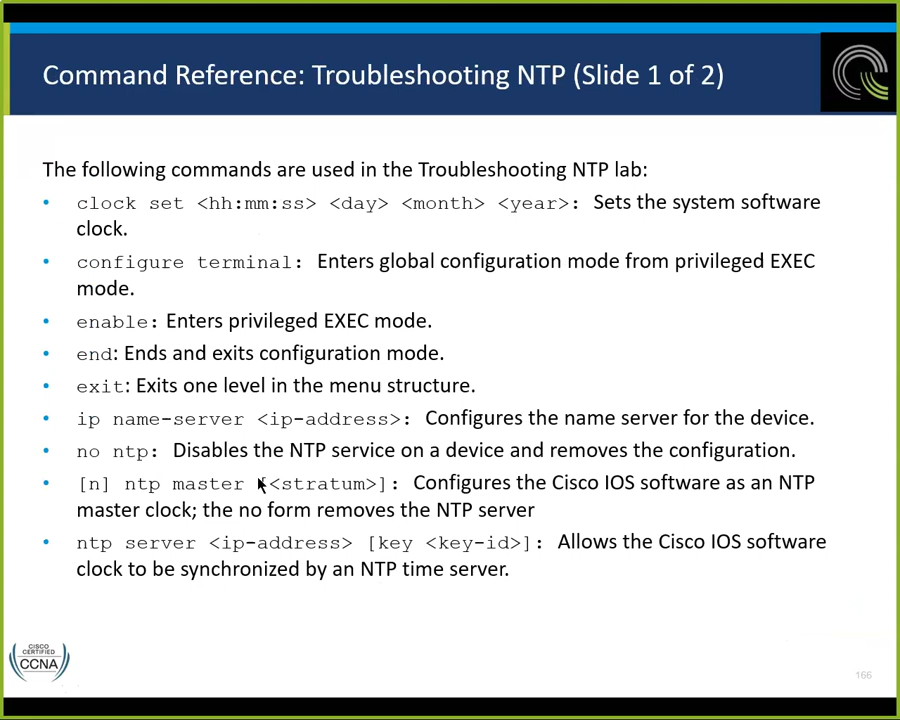 Command Reference: Troubleshooting NTP (Slide 1 of 2)
The following commands are used in the Troubleshooting NTP lab:
• clock set <hh:mm:ss> <day> <month> <year>: Sets the system software
clock.
• configure terminal: Enters global configuration mode from privileged EXEC
mode.
• enable: Enters privileged EXEC mode.
• end: Ends and exits configuration mode.
• exit: Exits one level in the menu structure.
• ip name-server <ip-address>: Configures the name server for the device.
• no ntp: Disables the NTP service on a device and removes the configuration.
• [n] ntp master [<stratum>]: Configures the Cisco IOS software as an NTP
master clock; the no form removes the NTP server
• ntp server <ip-address> [key <key-id>]: Allows the Cisco IOS software
clock to be synchronized by an NTP time server.
CISCO
CERTIFIED
CCNA
166